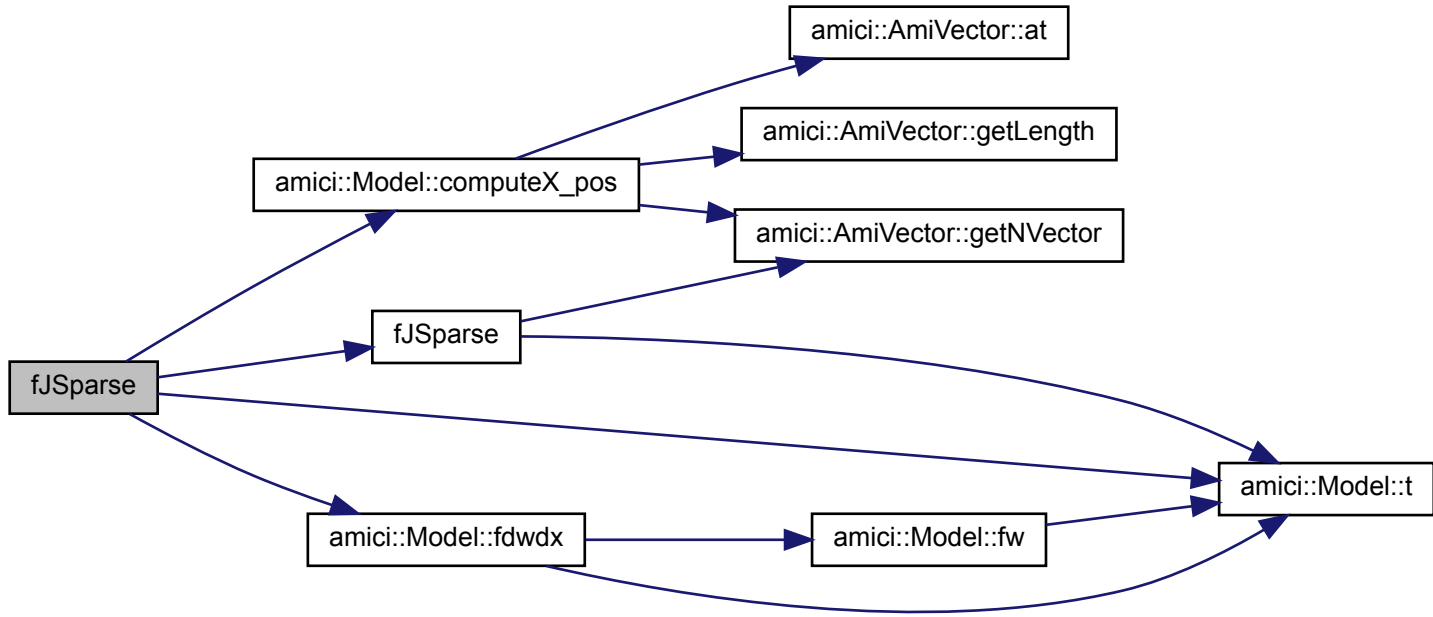 amici::AmiVector::at
amici::AmiVector::getLength
amici::Model::computeX_pos
amici::AmiVector::getNVector
fJSparse
fJSparse
amici::Model::t
amici::Model::fdwdx
amici::Model::fw